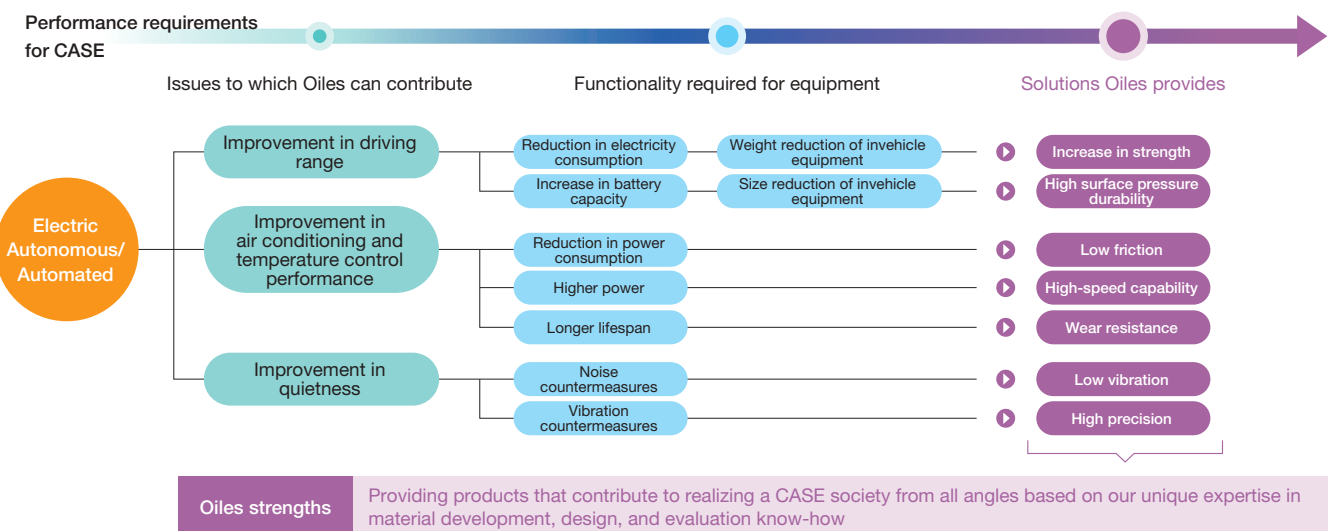 Performance requirements
for CASE
Issues to which Oiles can contribute
Functionality required for equipment
Solutions Oiles provides
Electric
Autonomous/
Automated
Improvement in driving
range
Reduction in electricity
consumption
Weight reduction of invehicle
equipment
Increase in strength
Increase in battery
capacity
Size reduction of invehicle
equipment
High surface pressure
durability
Improvement in
air conditioning and
temperature control
performance
Reduction in power
consumption
Low friction
Higher power
High-speed capability
Longer lifespan
Wear resistance
Improvement in
quietness
Noise
countermeasures
Low vibration
Vibration
countermeasures
High precision
Oiles strengths
Providing products that contribute to realizing a CASE society from all angles based on our unique expertise in
material development, design, and evaluation know-how